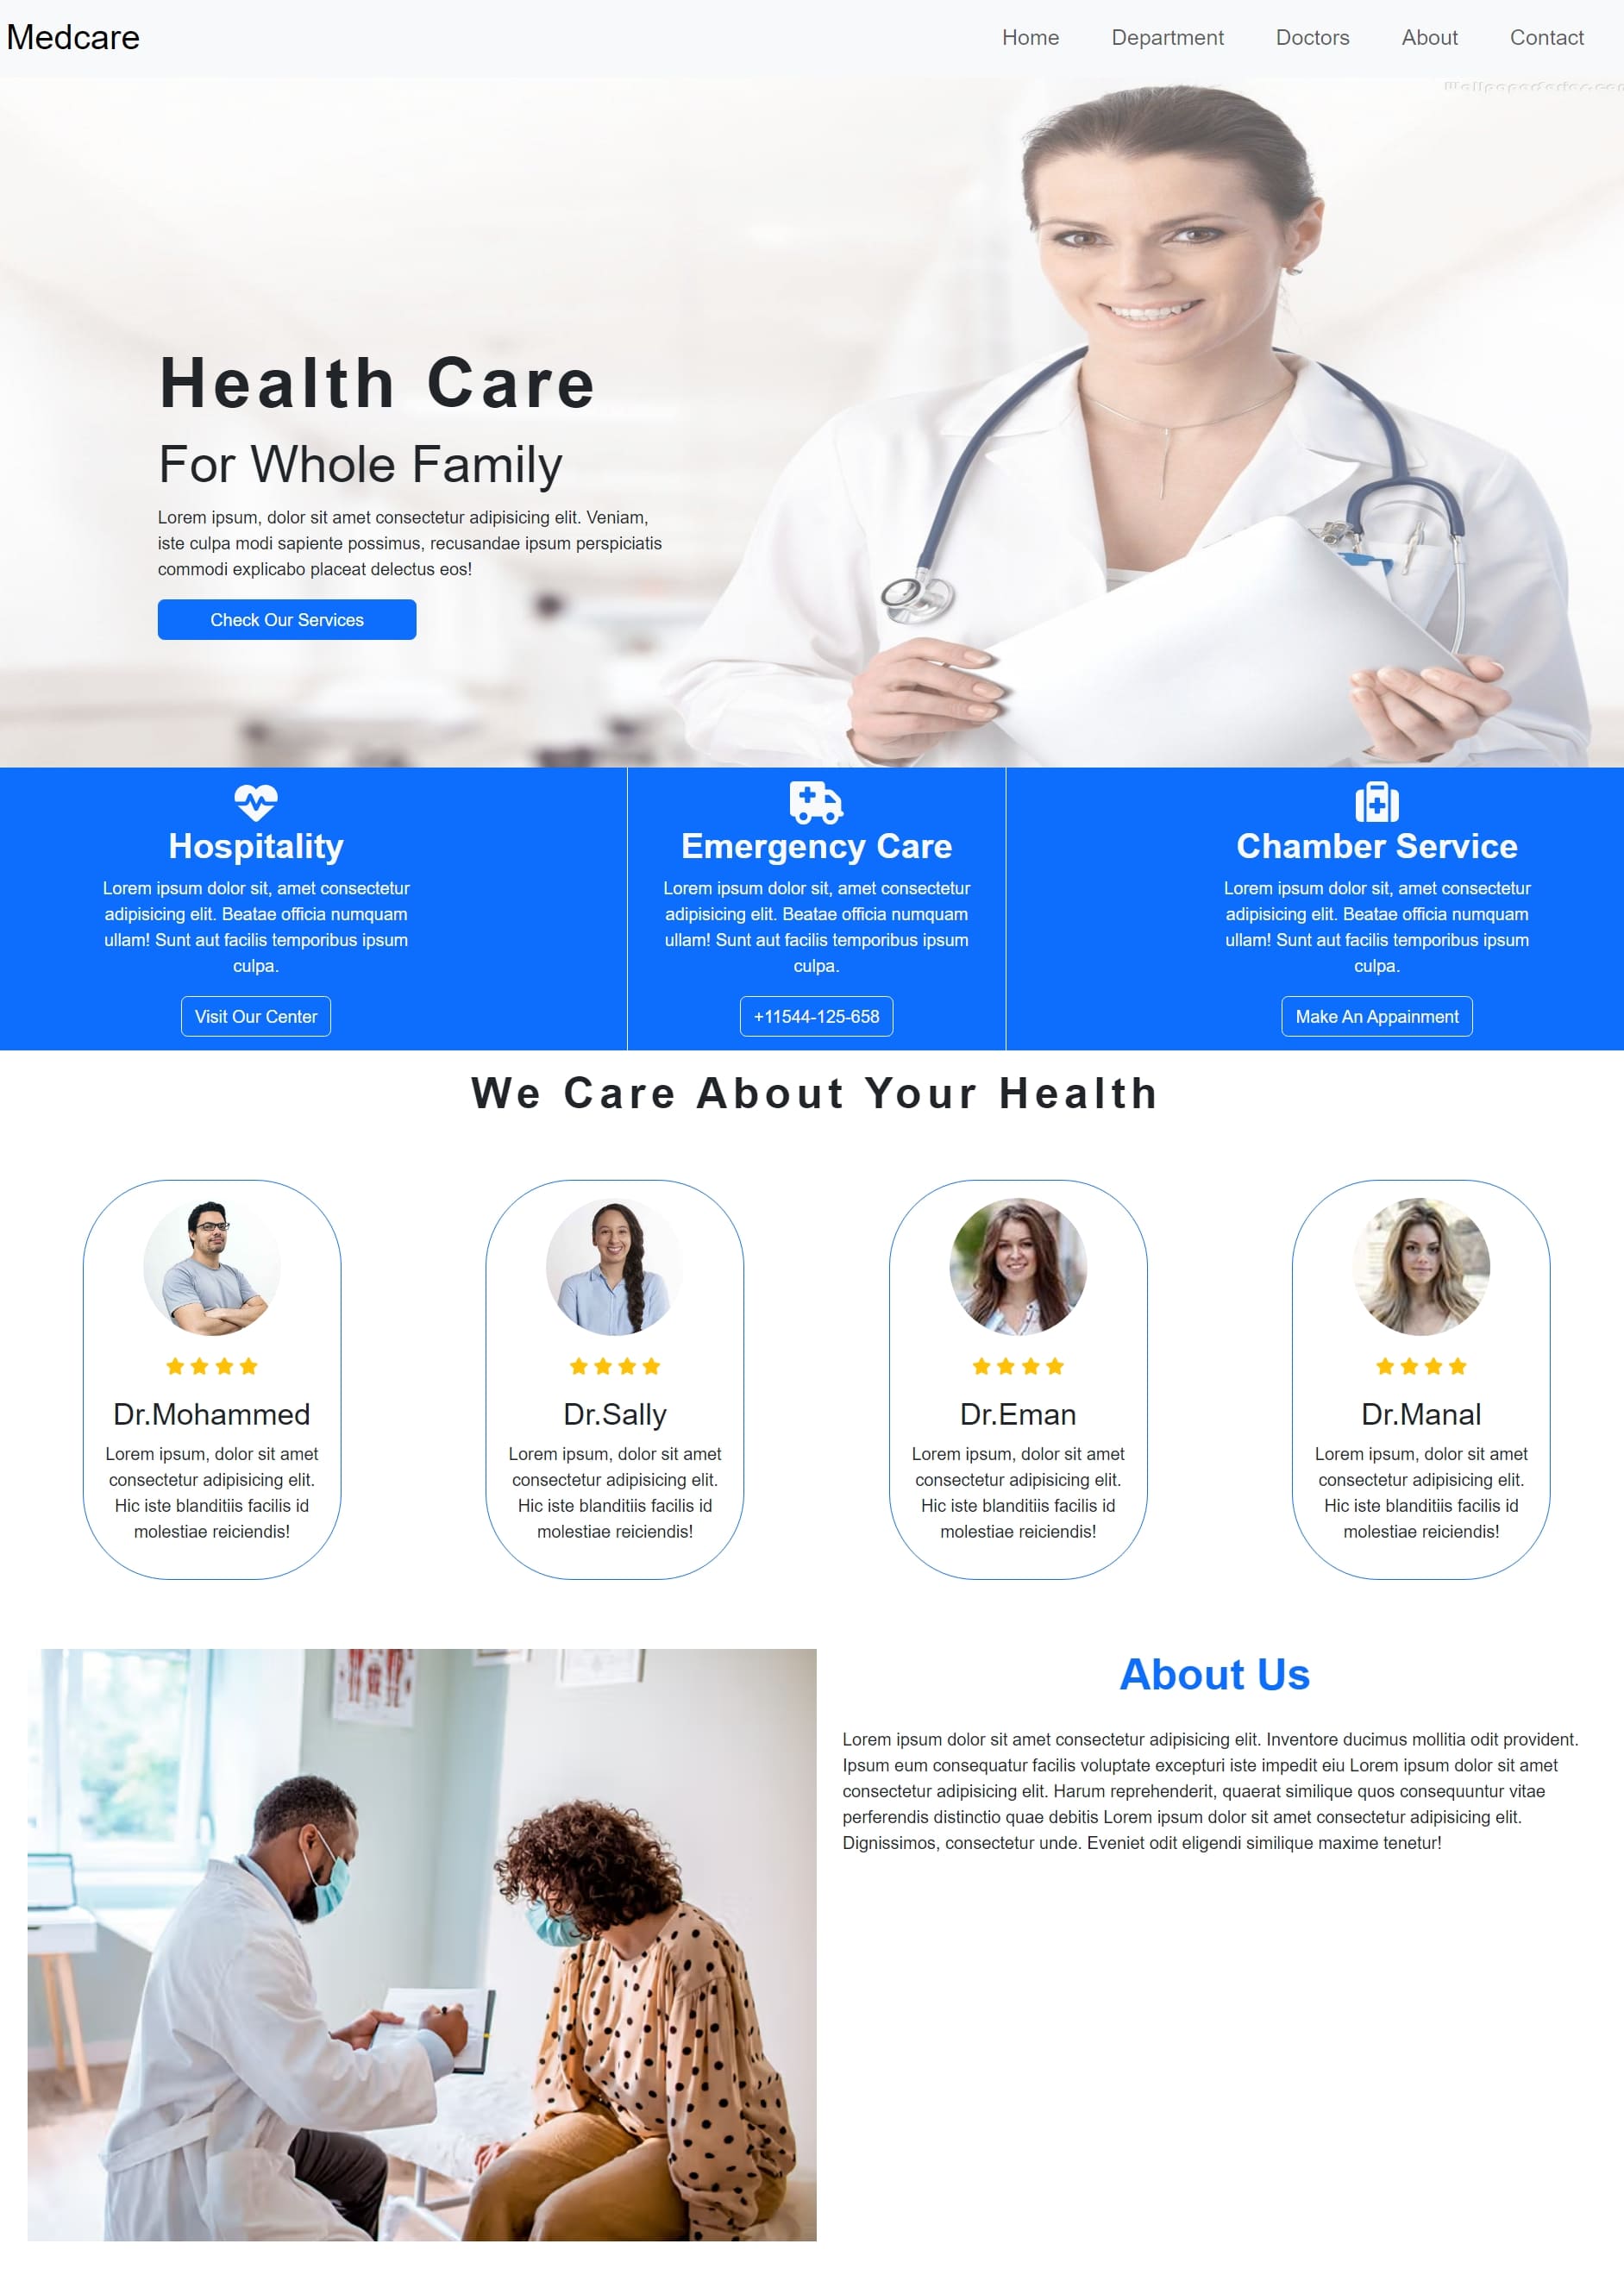 Medcare
Home Department Doctors About Contact
Health Care
For Whole Family
Lorem ipsum, dolor sit amet consectetur adipisicing elit. Veniam,
iste culpa modi sapiente possimus, recusandae ipsum perspiciatis
commodi explicabo placeat delectus eos!
Check Our Services
Hospitality
Lorem ipsum dolor sit, amet consectetur
adipisicing elit. Beatae officia numquam
ullam! Sunt aut facilis temporibus ipsum
culpa.
Visit Our Center
Emergency Care
Lorem ipsum dolor sit, amet consectetur
adipisicing elit. Beatae officia numquam
ullam! Sunt aut facilis temporibus ipsum
culpa.
+11544-125-658
Chamber Service
Lorem ipsum dolor sit, amet consectetur
adipisicing elit. Beatae officia numquam
ullam! Sunt aut facilis temporibus ipsum
culpa.
Make An Appainment
We Care About Your Health
Dr.Mohammed
Lorem ipsum, dolor sit amet
consectetur adipisicing elit.
Hic iste blanditiis facilis id
molestiae reiciendis!
Dr.Sally
Lorem ipsum, dolor sit amet
consectetur adipisicing elit.
Hic iste blanditiis facilis id
molestiae reiciendis!
Dr.Eman
Lorem ipsum, dolor sit amet
consectetur adipisicing elit.
Hic iste blanditiis facilis id
molestiae reiciendis!
Dr.Manal
Lorem ipsum, dolor sit amet
consectetur adipisicing elit.
Hic iste blanditiis facilis id
molestiae reiciendis!
About Us
Lorem ipsum dolor sit amet consectetur adipisicing elit. Inventore ducimus mollitia odit provident.
Ipsum eum consequatur facilis voluptate excepturi iste impedit eiu Lorem ipsum dolor sit amet
consectetur adipisicing elit. Harum reprehenderit, quaerat similique quos consequuntur vitae
perferendis distinctio quae debitis Lorem ipsum dolor sit amet consectetur adipisicing elit.
Dignissimos, consectetur unde. Eveniet odit eligendi similique maxime tenetur!